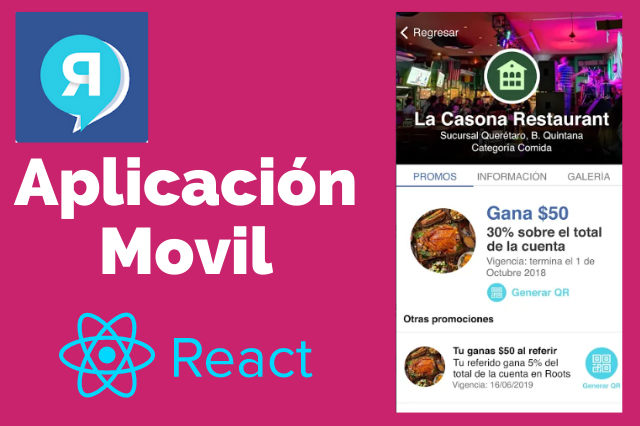 Я
Aplicación
Movil
React
Regresar
La Casona Restaurant
Sucursal Querétaro, B. Quintana
Categoría Comida
PROMOS INFORMACIÓN GALERÍA
Gana $50
30% sobre el total
de la cuenta
Vigencia: termina el 1 de
Octubre 2018
Generar QR
Otras promociones
Tu ganas $50 al referir
Tu referido gana 5% del
total de la cuenta en Roots
Vigencia: 16/06/2019
Generar QR